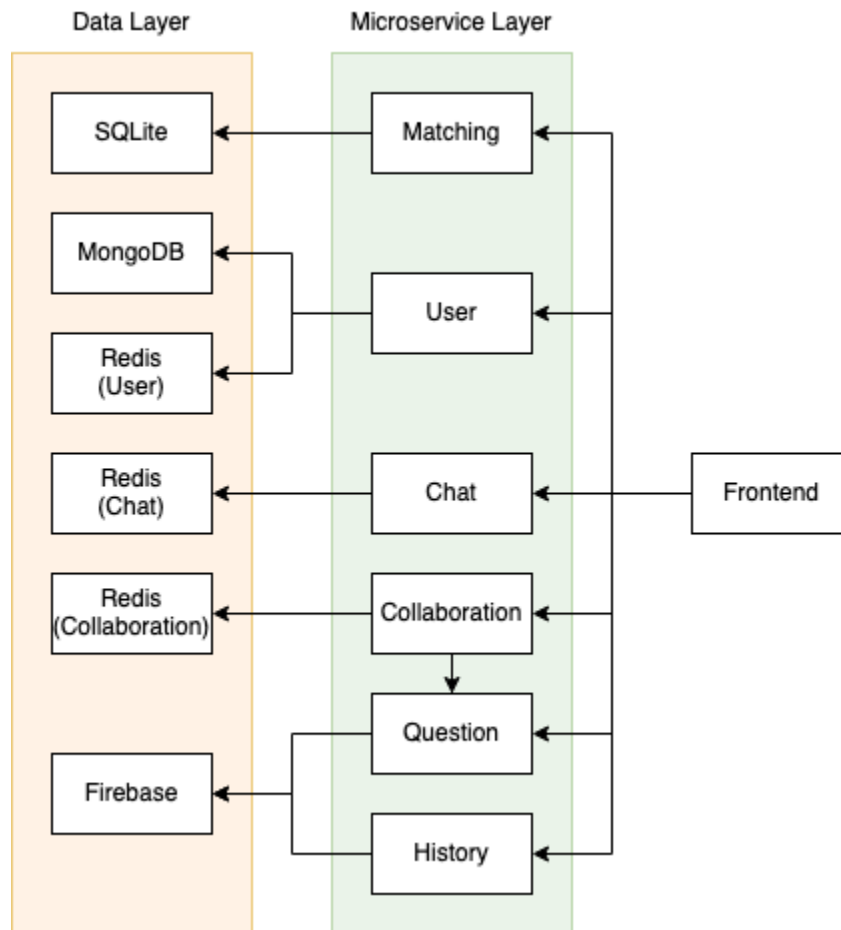 Data Layer
Microservice Layer
SQLite
Matching
MongoDB
User
Redis
(User)
Redis
(Chat)
Chat
Frontend
Redis
(Collaboration)
Collaboration
Question
Firebase
History